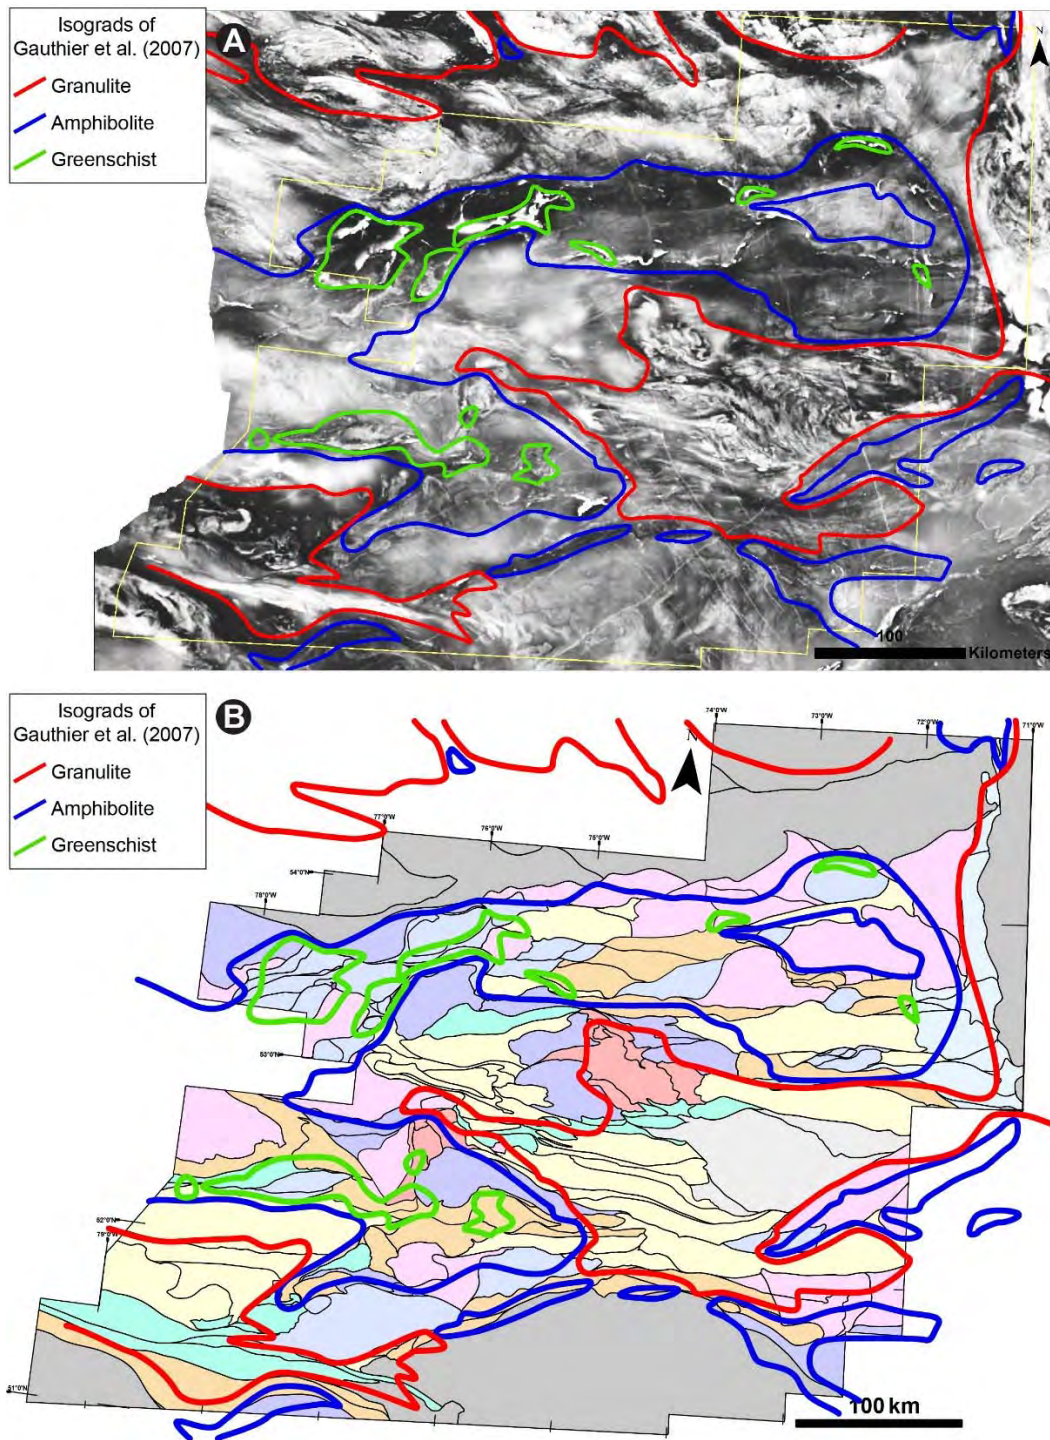 Isograds of
Gauthier et al. (2007)
Granulite
Amphibolite
Greenschist
A
N
100
Kilometers
Isograds of
Gauthier et al. (2007)
Granulite
Amphibolite
Greenschist
B
N
74°0'W
73°0'W
72°0'W
71°0'W
77°0'W
76°0'W
75°0'W
54°0'N
78°0'W
53°0'N
52°0'N
79°0'W
51°0'N
100 km